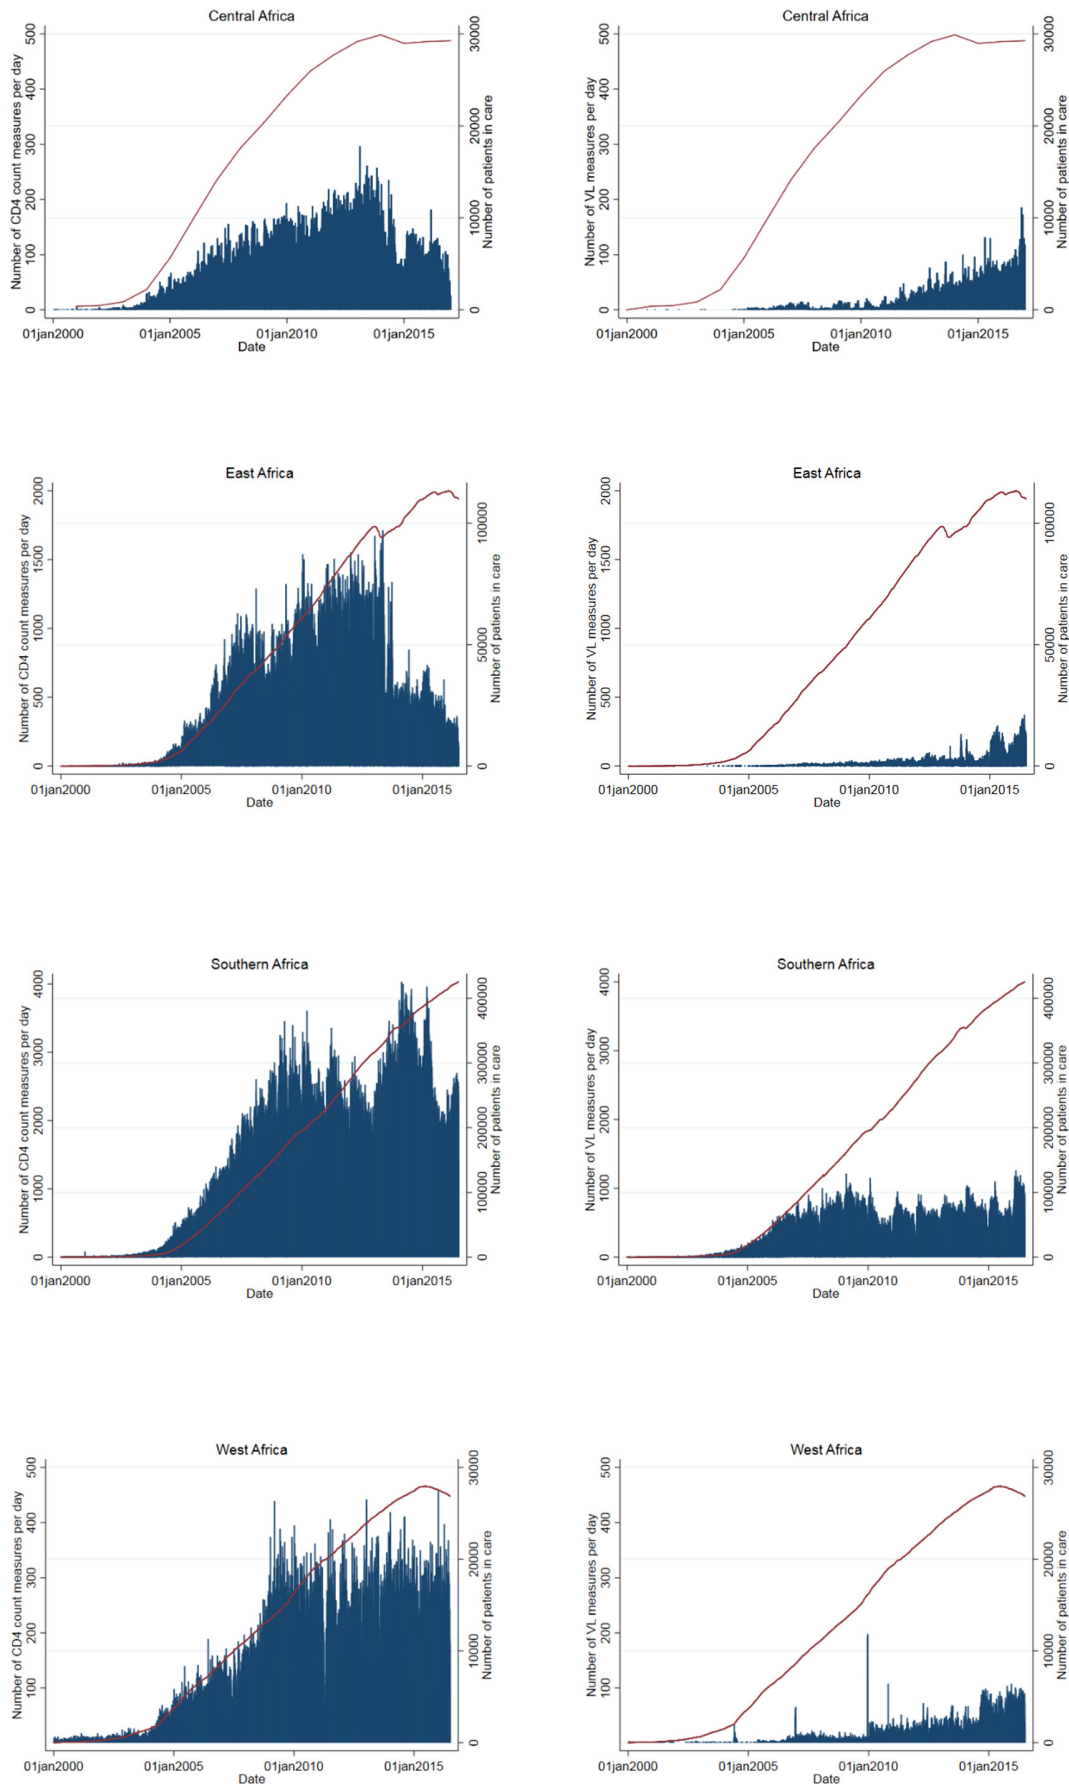 Central Africa
Number of CD4 count measures per day
500
400
300
200
100
0
30000
20000
10000
0
Number of patients in care
01jan2000 01jan2005 01jan2010 01jan2015
Date
Central Africa
Number of VL measures per day
500
400
300
200
100
0
30000
20000
10000
0
Number of patients in care
01jan2000 01jan2005 01jan2010 01jan2015
Date
East Africa
Number of CD4 count measures per day
2000
1500
1000
500
0
100000
50000
0
Number of patients in care
01jan2000 01jan2005 01jan2010 01jan2015
Date
East Africa
Number of VL measures per day
2000
1500
1000
500
0
100000
50000
0
Number of patients in care
01jan2000 01jan2005 01jan2010 01jan2015
Date
Southern Africa
Number of CD4 count measures per day
4000
3000
2000
1000
0
400000
300000
200000
100000
0
Number of patients in care
01jan2000 01jan2005 01jan2010 01jan2015
Date
Southern Africa
Number of VL measures per day
4000
3000
2000
1000
0
400000
300000
200000
100000
0
Number of patients in care
01jan2000 01jan2005 01jan2010 01jan2015
Date
West Africa
Number of CD4 count measures per day
500
400
300
200
100
30000
20000
10000
0
Number of patients in care
01jan2000 01jan2005 01jan2010 01jan2015
Date
West Africa
Number of VL measures per day
500
400
300
200
100
30000
20000
10000
0
Number of patients in care
01jan2000 01jan2005 01jan2010 01jan2015
Date